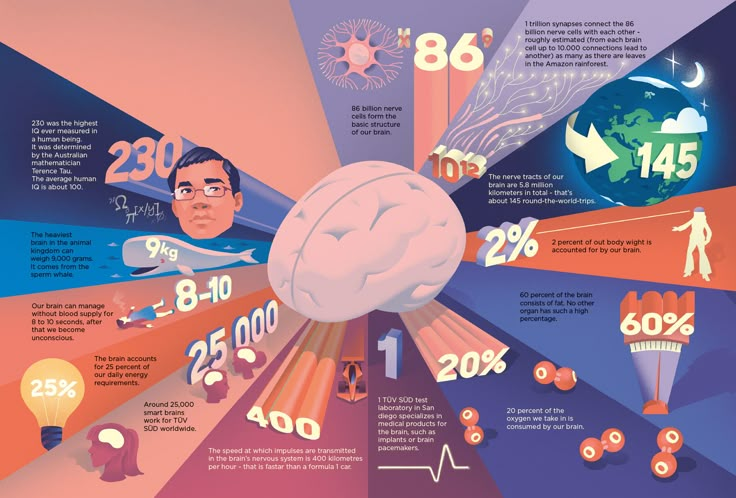 86 billion nerve
cells form the
basic structure
of our brain.
86
9
1 trillion synapses connect the 86
billion nerve cells with each other -
roughly estimated (from each brain
cell up to 10.000 connections lead to
another) as many as there are leaves
in the Amazon rainforest.
10 12
The nerve tracts of our
brain are 5.8 million
kilometers in total - that's
about 145 round-the-world-trips.
145
2%
2 percent of out body wight is
accounted for by our brain.
60 percent of the brain
consists of fat. No other
organ has such a high
percentage.
60%
20%
20 percent of the
oxygen we take in is
consumed by our brain.
1
1 TÜV SÜD test
laboratory in San
diego specializes in
medical products for
the brain, such as
implants or brain
pacemakers.
400
The speed at which impulses are transmitted
in the brain's nervous system is 400 kilometres
per hour - that is fastar than a formula 1 car.
25 000
Around 25,000
smart brains
work for TÜV
SÜD worldwide.
25%
The brain accounts
for 25 percent of
our daily energy
requirements.
8-10
Our brain can manage
without blood supply for
8 to 10 seconds, after
that we become
unconscious.
9kg
The heaviest
brain in the animal
kingdom can
weigh 9,000 grams.
It comes from the
sperm whale.
230
230 was the highest
IQ ever measured in
a human being.
It was determined
by the Australian
mathematician
Terence Tau.
The average human
IQ is about 100.
Ω
π[x/y]